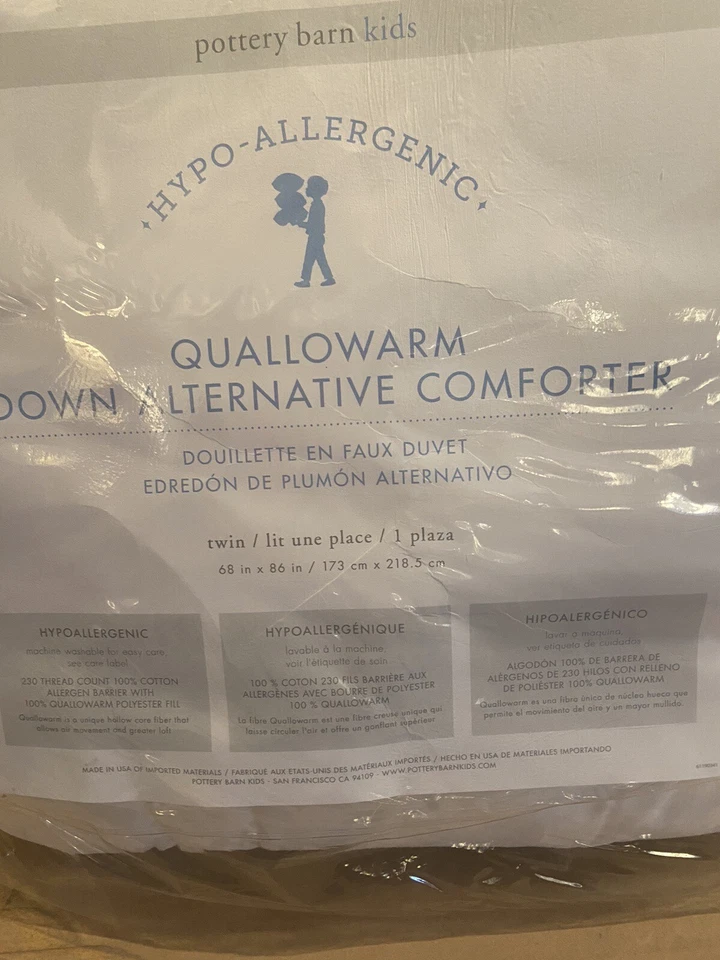 pottery barn kids
HYPO-ALLERGENIC
QUALLOWARM
DOWN ALTERNATIVE COMFORTER
DOUILLETTE EN FAUX DUVET
EDREDÓN DE PLUMÓN ALTERNATIVO
twin / lit une place / 1 plaza
68 in x 86 in / 173 cm x 218.5 cm
HYPOALLERGENIC
machine washable for easy care
see care label
230 THREAD COUNT 100% COTTON
ALLERGEN BARRIER WITH
100% QUALLOWARM POLYESTER FILL
Quallowarm is a unique hollow core fiber that
allows air movement and greater loft
HYPOALLERGÉNIQUE
lavable à la machine,
voir l'étiquette de soin
100 % COTON 230 FILS BARRIÈRE AUX
ALLERGÈNES AVEC BOURRE DE POLYESTER
100 % QUALLOWARM
La fibre Quallowarm est une fibre creuse unique qui
laisse circuler l'air et offre un gonflant supérieur
HIPOALERGÉNICO
lavar a máquina,
ver etiqueta de cuidados
ALGODÓN 100% DE BARRERA DE
ALÉRGENOS DE 230 HILOS CON RELLENO
DE POLIÉSTER 100% QUALLOWARM
Quallowarm es una fibra única de núcleo hueco que
permite el movimiento del aire y un mayor mullido.
MADE IN USA OF IMPORTED MATERIALS / FABRIQUÉ AUX ETATS-UNIS DES MATÉRIAUX IMPORTÉS / HECHO EN USA DE MATERIALES IMPORTANDO
POTTERY BARN KIDS - SAN FRANCISCO CA 94109 - WWW.POTTERYBARNKIDS.COM